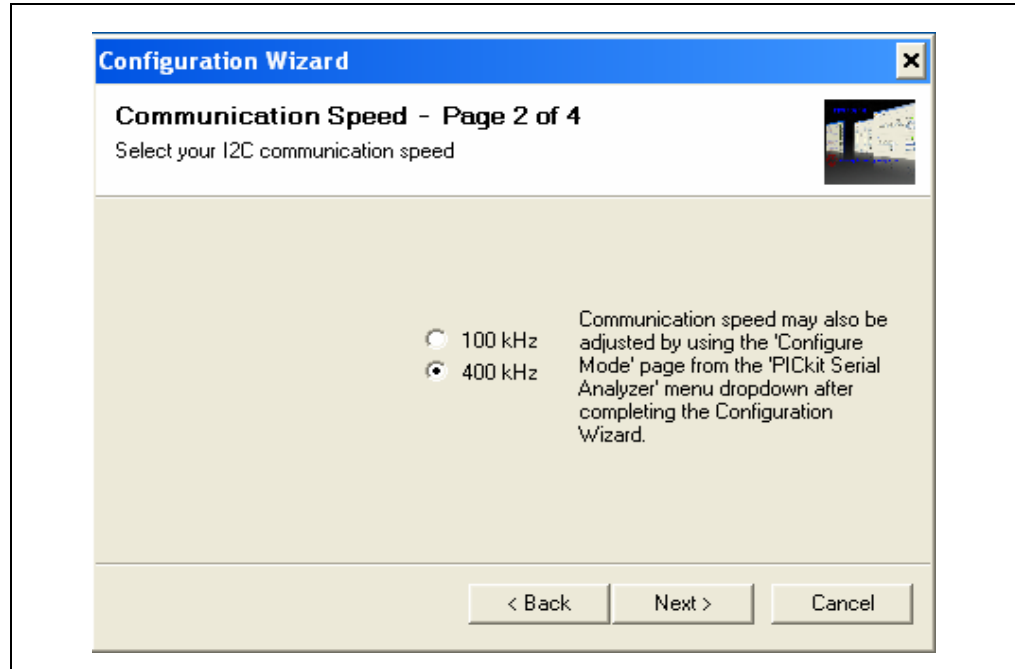 Configuration Wizard
Communication Speed - Page 2 of 4
Select your I2C communication speed
100 kHz
400 kHz
Communication speed may also be
adjusted by using the 'Configure
Mode' page from the 'PICkit Serial
Analyzer' menu dropdown after
completing the Configuration
Wizard.
< Back
Next >
Cancel